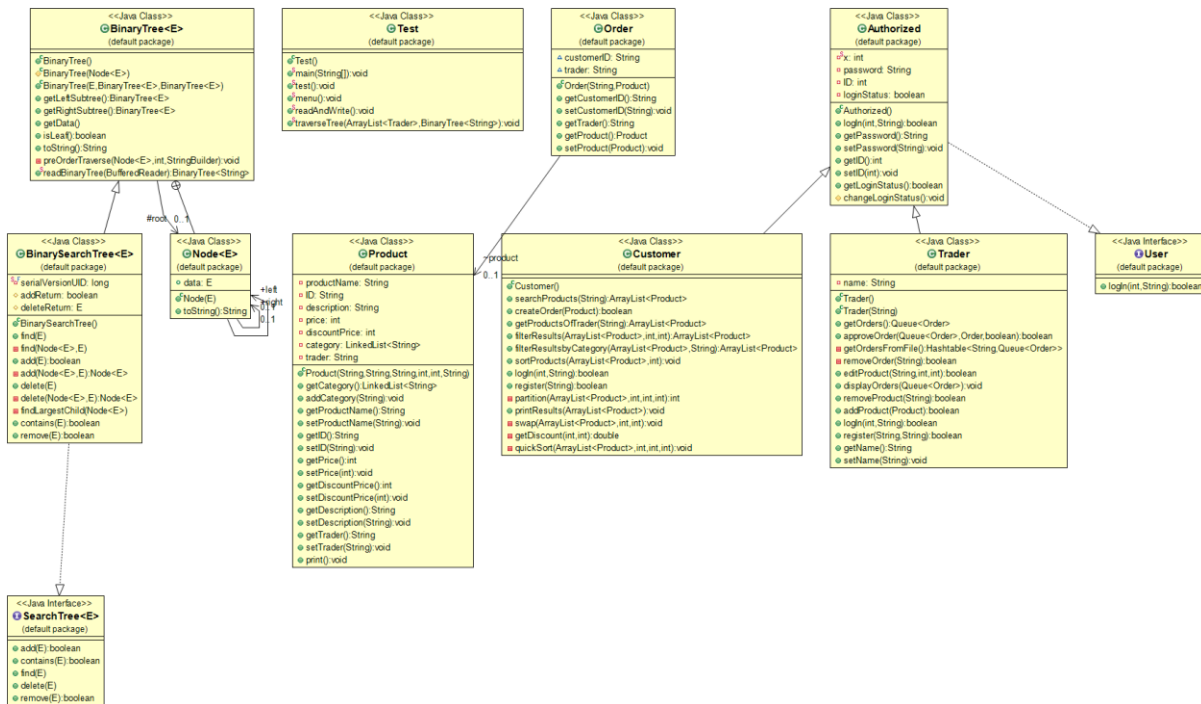 <<Java Class>>
BinaryTree<E>
(default package)
BinaryTree()
BinaryTree(Node<E>)
BinaryTree(E,BinaryTree<E>,BinaryTree<E>)
getLeftSubtree():BinaryTree<E>
getRightSubtree():BinaryTree<E>
getData()
isLeaf():boolean
toString():String
preOrderTraverse(Node<E>,int,StringBuilder):void
readBinaryTree(BufferedReader):BinaryTree<String>
<<Java Class>>
Test
(default package)
Test()
main(String[]):void
test():void
menu():void
readAndWrite():void
traverseTree(ArrayList<Trader>,BinaryTree<String>):void
<<Java Class>>
Order
(default package)
customerID: String
trader: String
Order(String,Product)
getCustomerID():String
setCustomerID(String):void
getTrader():String
getProduct():Product
setProduct(Product):void
<<Java Class>>
Authorized
(default package)
x: int
password: String
ID: int
loginStatus: boolean
Authorized()
logIn(int,String):boolean
getPassword():String
setPassword(String):void
getID():int
setID(int):void
getLoginStatus():boolean
changeLoginStatus():void
#root 0..1
<<Java Class>>
BinarySearchTree<E>
(default package)
serialVersionUID: long
addReturn: boolean
deleteReturn: E
BinarySearchTree()
find(E)
find(Node<E>,E)
add(E):boolean
add(Node<E>,E):Node<E>
delete(E)
delete(Node<E>,E):Node<E>
findLargestChild(Node<E>)
contains(E):boolean
remove(E):boolean
<<Java Class>>
Node<E>
(default package)
data: E
Node(E)
toString():String
+left
0..1
<<Java Class>>
Product
(default package)
productName: String
ID: String
description: String
price: int
discountPrice: int
category: LinkedList<String>
trader: String
Product(String,String,String,int,int,String)
getCategory():LinkedList<String>
addCategory(String):void
getProductName():String
setProductName(String):void
getID():String
setID(String):void
getPrice():int
setPrice(int):void
getDiscountPrice():int
setDiscountPrice(int):void
getDescription():String
setDescription(String):void
getTrader():String
setTrader(String):void
print():void
~product
0..1
<<Java Class>>
Customer
(default package)
Customer()
searchProducts(String):ArrayList<Product>
createOrder(Product):boolean
getProductsOfTrader(String):ArrayList<Product>
filterResults(ArrayList<Product>,int,int):ArrayList<Product>
filterResultsbyCategory(ArrayList<Product>,String):ArrayList<Product>
sortProducts(ArrayList<Product>,int):void
logIn(int,String):boolean
register(String):boolean
partition(ArrayList<Product>,int,int,int):int
printResults(ArrayList<Product>):void
swap(ArrayList<Product>,int,int):void
getDiscount(int,int):double
quickSort(ArrayList<Product>,int,int,int):void
<<Java Class>>
Trader
(default package)
name: String
Trader()
Trader(String)
getOrders():Queue<Order>
approveOrder(Queue<Order>,Order,boolean):boolean
getOrdersFromFile():Hashtable<String,Queue<Order>>
removeOrder(String):boolean
editProduct(String,int,int):boolean
displayOrders(Queue<Order>):void
removeProduct(String):boolean
addProduct(Product):boolean
logIn(int,String):boolean
register(String,String):boolean
getName():String
setName(String):void
<<Java Interface>>
User
(default package)
logIn(int,String):boolean
<<Java Interface>>
SearchTree<E>
(default package)
add(E):boolean
contains(E):boolean
find(E)
delete(E)
remove(E):boolean